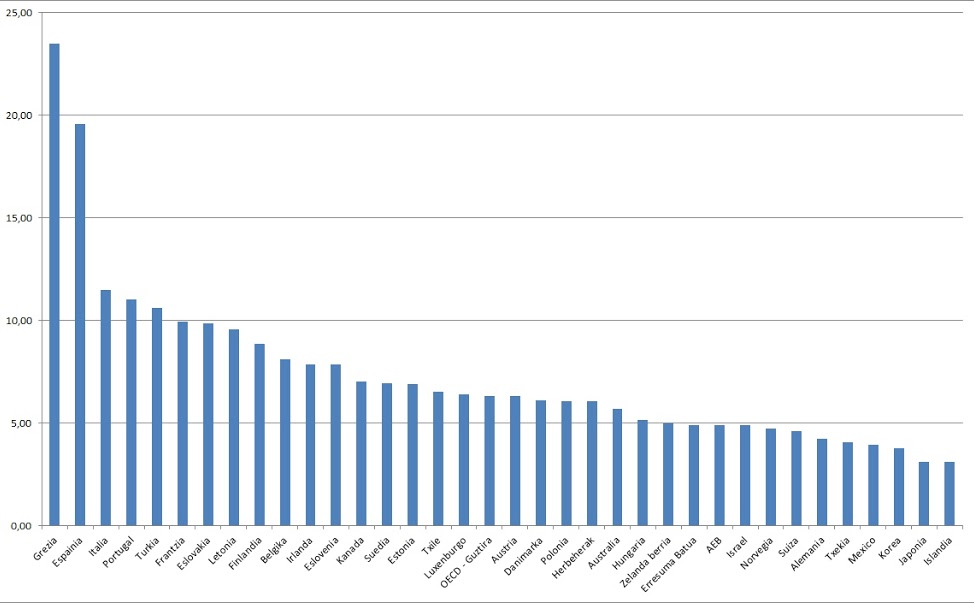 25,00
20,00
15,00
10,00
5,00
0,00
Grezia
Espainia
Italia
Portugal
Turkia
Frantzia
Eslovakia
Letonia
Finlandia
Belgika
Irlanda
Eslovenia
Kanada
Suedia
Estonia
Txile
Luxenburgo
OECD - Guztira
Austria
Danimarka
Polonia
Herbeherak
Australia
Hungaria
Zelanda berria
Erresuma Batua
AEB
Israel
Norvegia
Suiza
Alemania
Txekia
Mexico
Korea
Japonia
Islandia